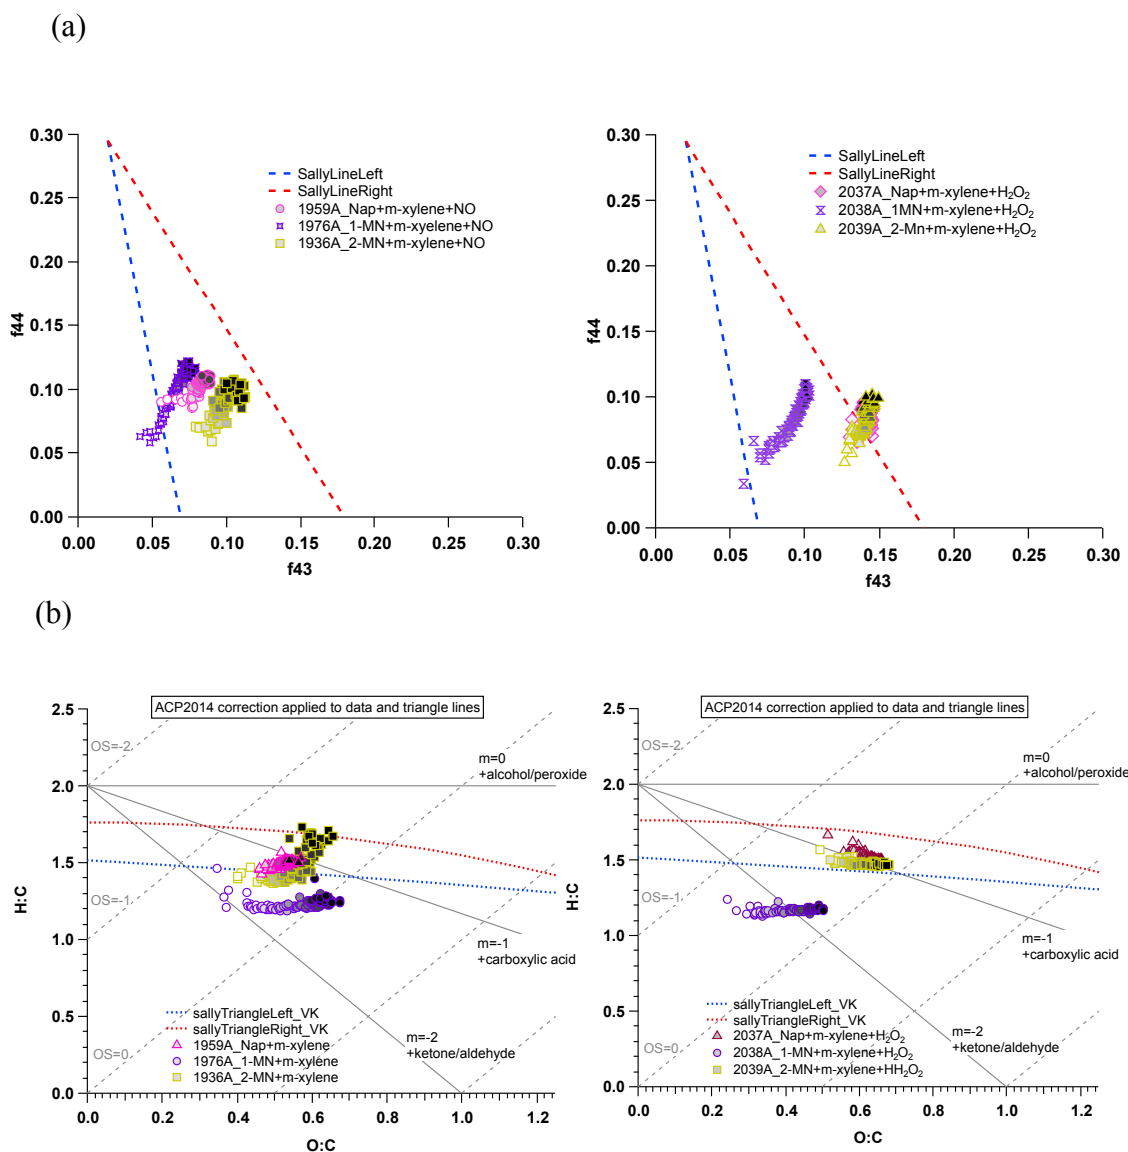 (a)
0.30
0.25
0.20
0.15
0.10
0.05
0.00
f44
0.00 0.05 0.10 0.15 0.20 0.25 0.30
f43
SallyLineLeft
SallyLineRight
1959A_Nap+m-xylene+NO
1976A_1-MN+m-xyelene+NO
1936A_2-MN+m-xylene+NO
0.30
0.25
0.20
0.15
0.10
0.05
0.00
f44
0.00 0.05 0.10 0.15 0.20 0.25 0.30
f43
SallyLineLeft
SallyLineRight
2037A_Nap+m-xylene+H₂O₂
2038A_1MN+m-xylene+H₂O₂
2039A_2-Mn+m-xylene+H₂O₂
(b)
ACP2014 correction applied to data and triangle lines
2.5
2.0
1.5
1.0
0.5
0.0
H:C
OS=-2
OS=-1
OS=0
m=0
+alcohol/peroxide
m=-1
+carboxylic acid
m=-2
+ketone/aldehyde
sallyTriangleLeft_VK
sallyTriangleRight_VK
1959A_Nap+m-xylene
1976A_1-MN+m-xylene
1936A_2-MN+m-xylene
0.0 0.2 0.4 0.6 0.8 1.0 1.2
O:C
ACP2014 correction applied to data and triangle lines
2.5
2.0
1.5
1.0
0.5
0.0
H:C
OS=-2
OS=-1
OS=0
m=0
+alcohol/peroxide
m=-1
+carboxylic acid
m=-2
+ketone/aldehyde
sallyTriangleLeft_VK
sallyTriangleRight_VK
2037A_Nap+m-xylene+H₂O₂
2038A_1-MN+m-xylene+H₂O₂
2039A_2-MN+m-xylene+HH₂O₂
0.0 0.2 0.4 0.6 0.8 1.0 1.2
O:C